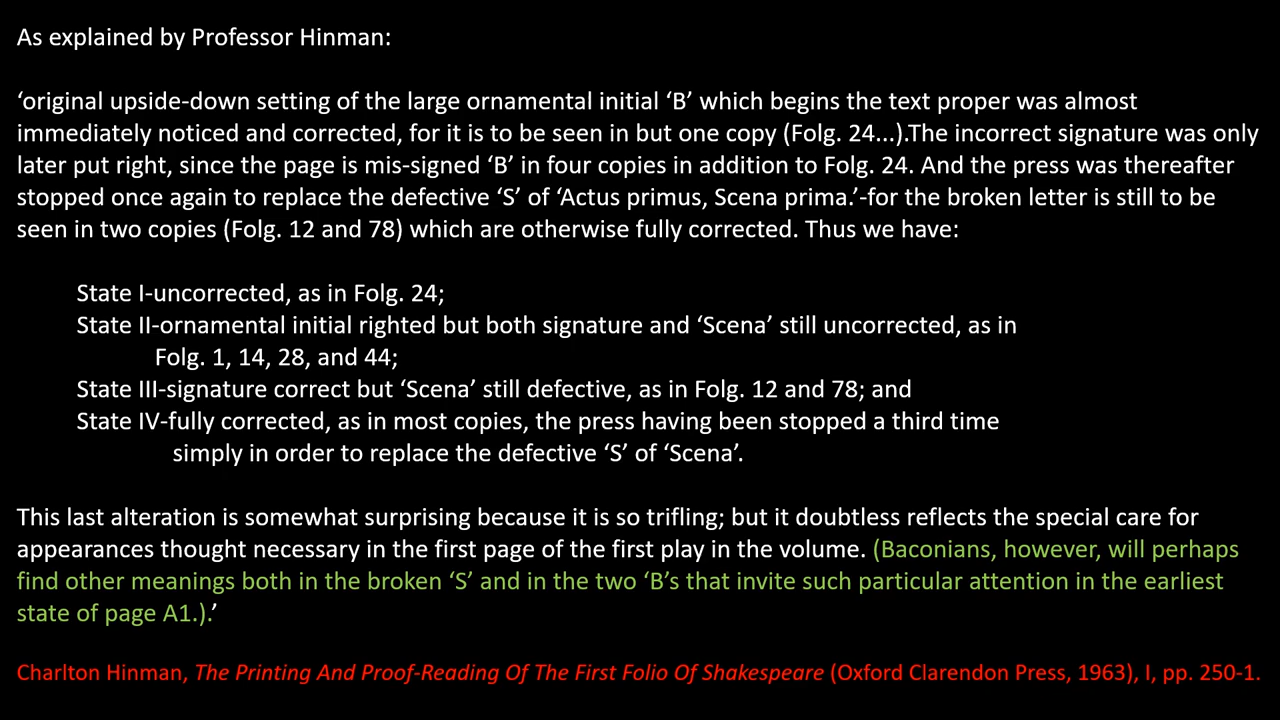 As explained by Professor Hinman:
‘original upside-down setting of the large ornamental initial ‘B’ which begins the text proper was almost
immediately noticed and corrected, for it is to be seen in but one copy (Folg. 24...).The incorrect signature was only
later put right, since the page is mis-signed ‘B’ in four copies in addition to Folg. 24. And the press was thereafter
stopped once again to replace the defective ‘S’ of ‘Actus primus, Scena prima.’-for the broken letter is still to be
seen in two copies (Folg. 12 and 78) which are otherwise fully corrected. Thus we have:
State I-uncorrected, as in Folg. 24;
State II-ornamental initial righted but both signature and ‘Scena’ still uncorrected, as in
Folg. 1, 14, 28, and 44;
State III-signature correct but ‘Scena’ still defective, as in Folg. 12 and 78; and
State IV-fully corrected, as in most copies, the press having been stopped a third time
simply in order to replace the defective ‘S’ of ‘Scena’.
This last alteration is somewhat surprising because it is so trifling; but it doubtless reflects the special care for
appearances thought necessary in the first page of the first play in the volume. (Baconians, however, will perhaps
find other meanings both in the broken ‘S’ and in the two ‘B’s that invite such particular attention in the earliest
state of page A1.).’
Charlton Hinman, The Printing And Proof-Reading Of The First Folio Of Shakespeare (Oxford Clarendon Press, 1963), I, pp. 250-1.